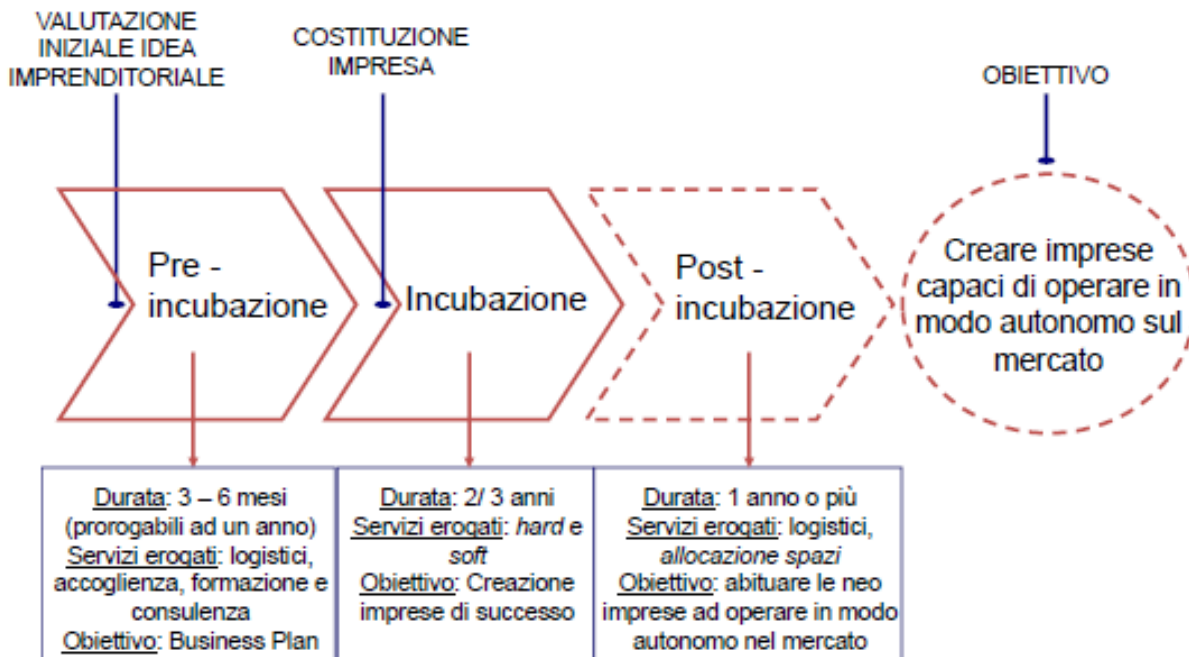 VALUTAZIONE
INIZIALE IDEA
IMPRENDITORIALE
COSTITUZIONE
IMPRESA
OBIETTIVO
Pre -
incubazione
Incubazione
Post -
incubazione
Creare imprese
capaci di operare in
modo autonomo sul
mercato
Durata: 3 – 6 mesi
(prorogabili ad un anno)
Servizi erogati: logistici,
accoglienza, formazione e
consulenza
Obiettivo: Business Plan
Durata: 2/ 3 anni
Servizi erogati: hard e
soft
Obiettivo: Creazione
imprese di successo
Durata: 1 anno o più
Servizi erogati: logistici,
allocazione spazi
Obiettivo: abituare le neo
imprese ad operare in modo
autonomo nel mercato